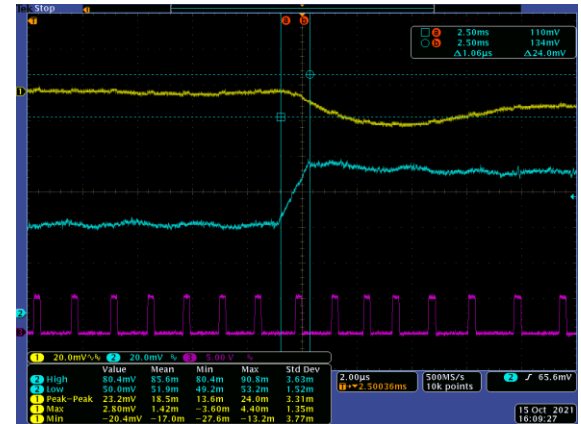 Tek Stop
a b
a 2.50ms 110mV
b 2.50ms 134mV
Δ1.06µs Δ24.0mV
1
2
3
1 20.0mV 2 20.0mV 3 5.00 V
Value Mean Min Max Std Dev
2 High 80.4mV 85.6m 80.4m 90.8m 3.63m
2 Low 50.0mV 51.9m 49.2m 53.2m 1.52m
1 Peak-Peak 23.2mV 18.5m 13.6m 24.0m 3.31m
1 Max 2.80mV 1.42m -3.60m 4.40m 1.35m
1 Min -20.4mV -17.0m -27.6m -13.2m 3.77m
2.00µs
T 2.50036ms
500MS/s
10k points
2 65.6mV
15 Oct 2021
16:09:27